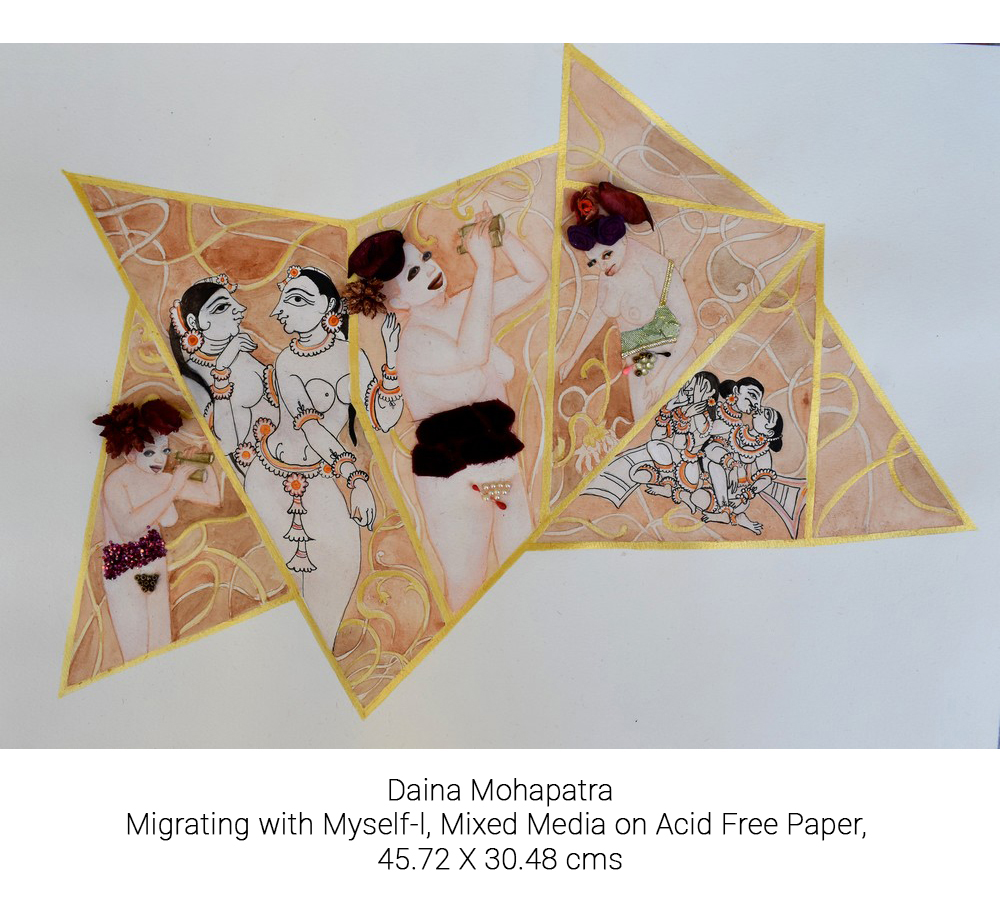 Daina Mohapatra
Migrating with Myself-I, Mixed Media on Acid Free Paper,
45.72 X 30.48 cms